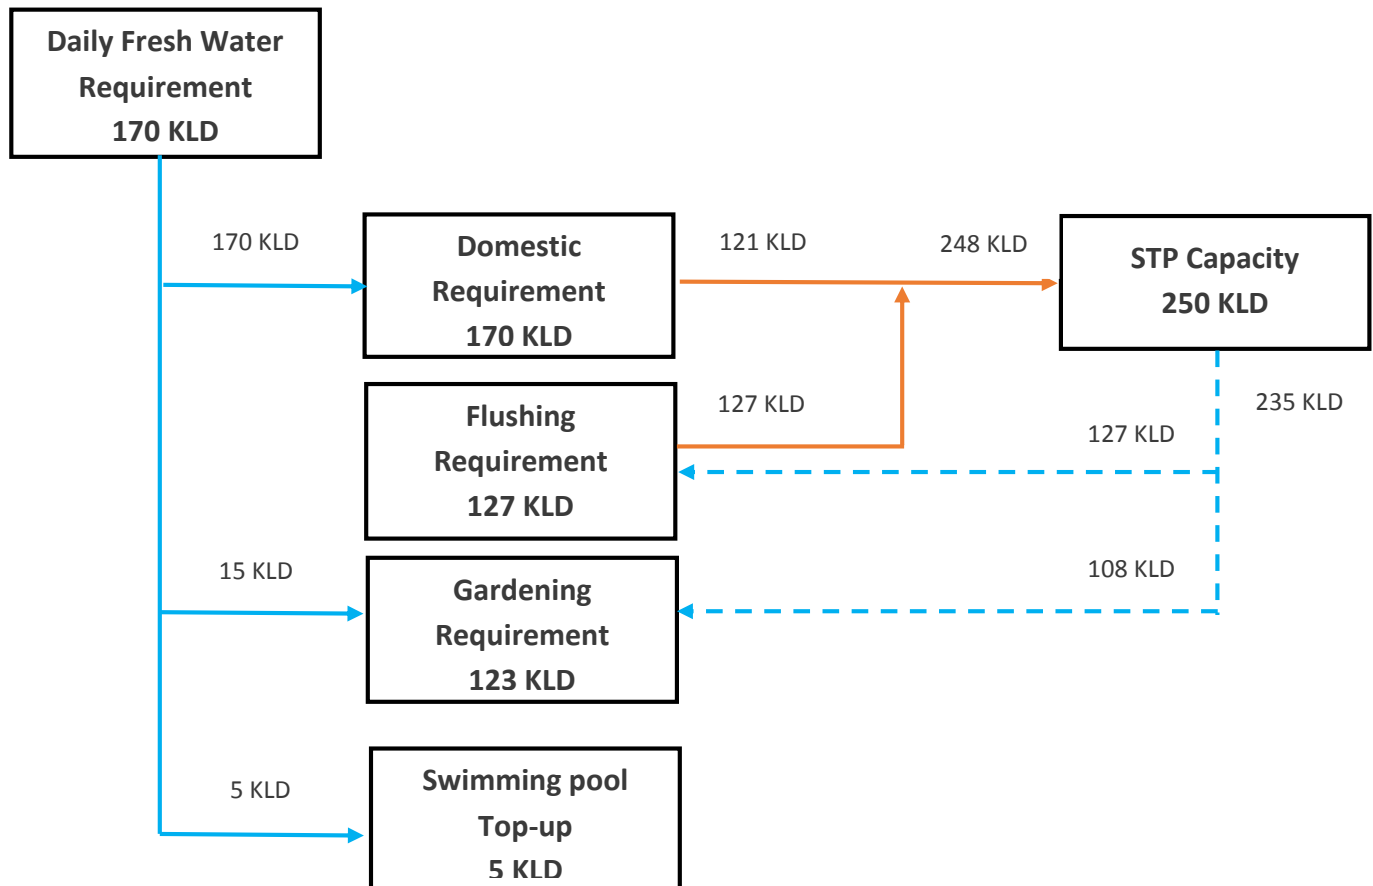 Daily Fresh Water
Requirement
170 KLD
170 KLD
Domestic
Requirement
170 KLD
121 KLD
248 KLD
STP Capacity
250 KLD
Flushing
Requirement
127 KLD
127 KLD
127 KLD
235 KLD
15 KLD
Gardening
Requirement
123 KLD
108 KLD
5 KLD
Swimming pool
Top-up
5 KLD